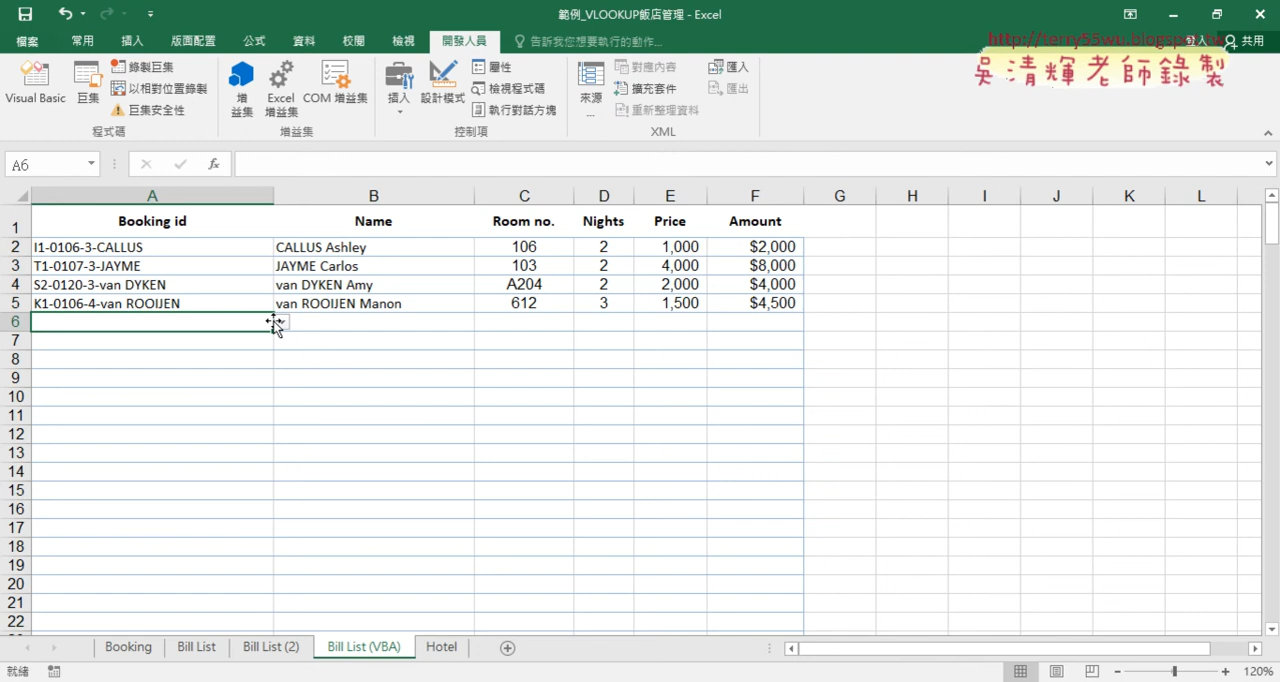 範例_VLOOKUP飯店管理 - Excel
檔案 常用 插入 版面配置 公式 資料 校閱 檢視 開發人員 告訴我您想要執行的動作... 登入 共用
http://terry55wu.blogspot.tw
吳清輝老師錄製
Visual Basic 巨集 錄製巨集 以相對位置錄製 巨集安全性
程式碼
增益集 Excel 增益集 COM 增益集
增益集
插入 設計模式 屬性 檢視程式碼 執行對話方塊
控制項
來源... 對應內容 擴充套件 重新整理資料 匯入 匯出
XML
A6 fx
A B C D E F G H I J K L
1 Booking id Name Room no. Nights Price Amount
2 I1-0106-3-CALLUS CALLUS Ashley 106 2 1,000 $2,000
3 T1-0107-3-JAYME JAYME Carlos 103 2 4,000 $8,000
4 S2-0120-3-van DYKEN van DYKEN Amy A204 2 2,000 $4,000
5 K1-0106-4-van ROOIJEN van ROOIJEN Manon 612 3 1,500 $4,500
6
7
8
9
10
11
12
13
14
15
16
17
18
19
20
21
22
Booking Bill List Bill List (2) Bill List (VBA) Hotel
就緒 120%